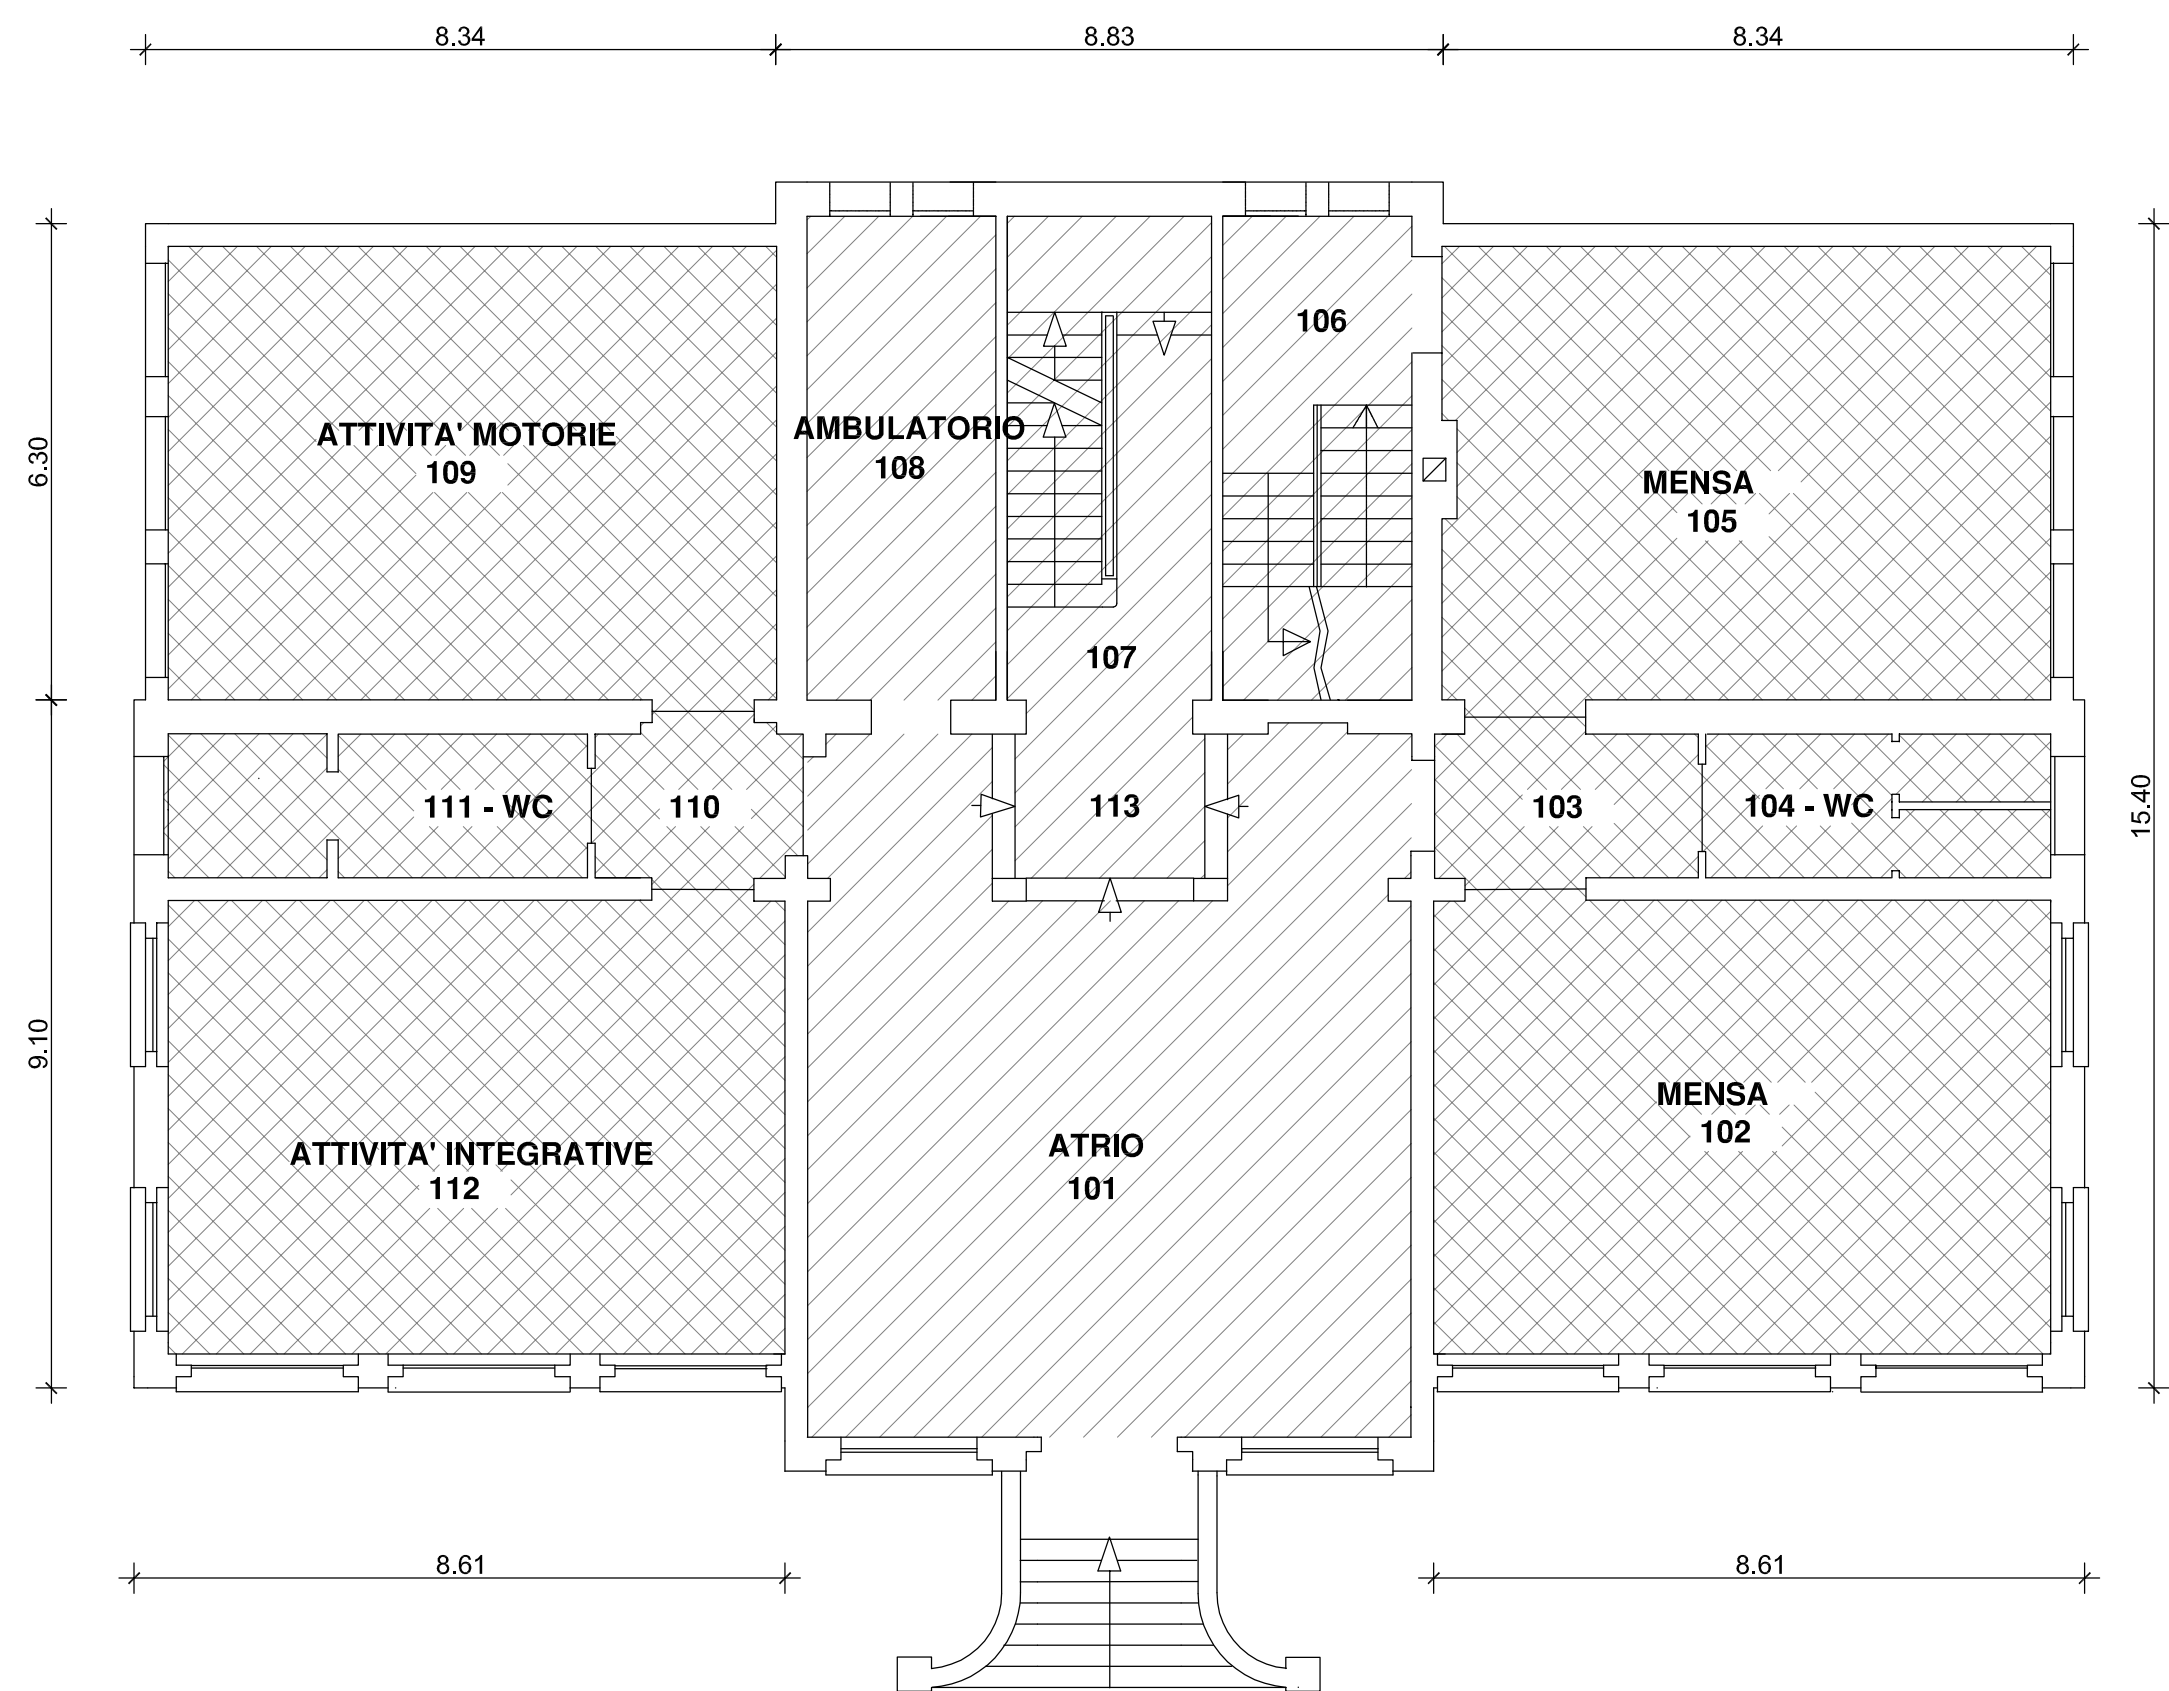 8.34
8.83
8.34
106
ATTIVITA' MOTORIE
109
AMBULATORIO
108
6.30
MENSA
105
107
111 - WC
110
113
103
104 - WC
15.40
9.10
MENSA
102
ATTIVITA' INTEGRATIVE
112
ATRIO
101
8.61
8.61